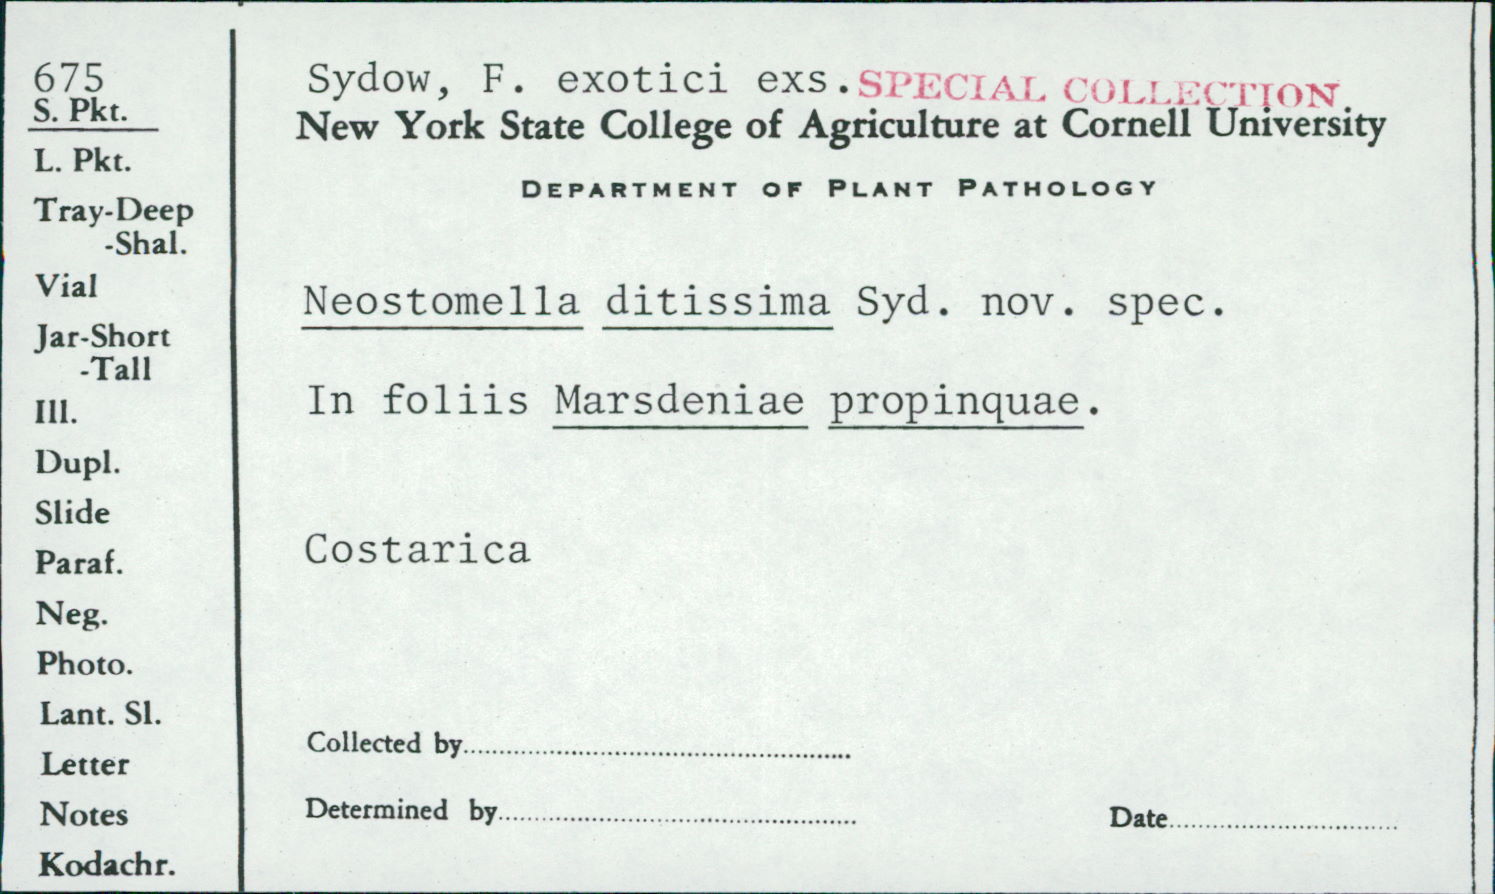 675
S. Pkt.
L. Pkt.
Tray-Deep
-Shal.
Vial
Jar-Short
-Tall
Ill.
Dupl.
Slide
Paraf.
Neg.
Photo.
Lant. Sl.
Letter
Notes
Kodachr.
Sydow, F. exotici exs. SPECIAL COLLECTION.
New York State College of Agriculture at Cornell University
DEPARTMENT OF PLANT PATHOLOGY
Neostomella ditissima Syd. nov. spec.
In foliis Marsdeniae propinquae.
Costarica
Collected by
Determined by
Date